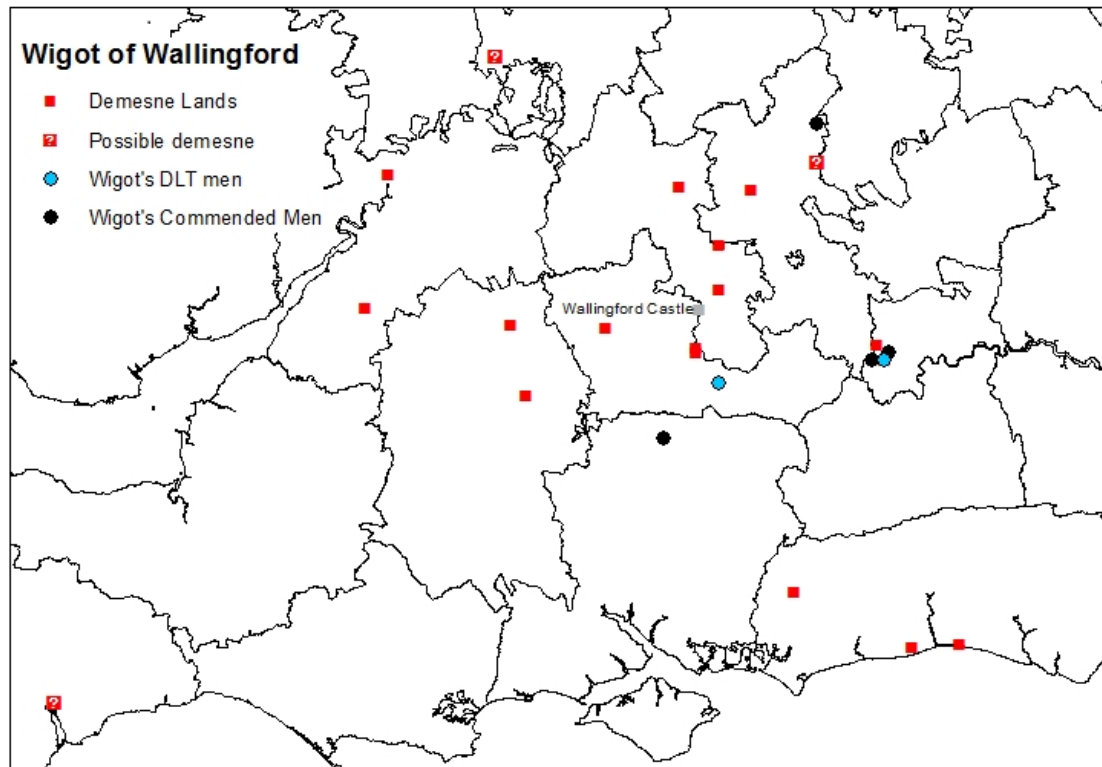 Wigot of Wallingford
Demesne Lands
? Possible demesne
Wigot's DLT men
Wigot's Commended Men
?
?
Wallingford Castle
?